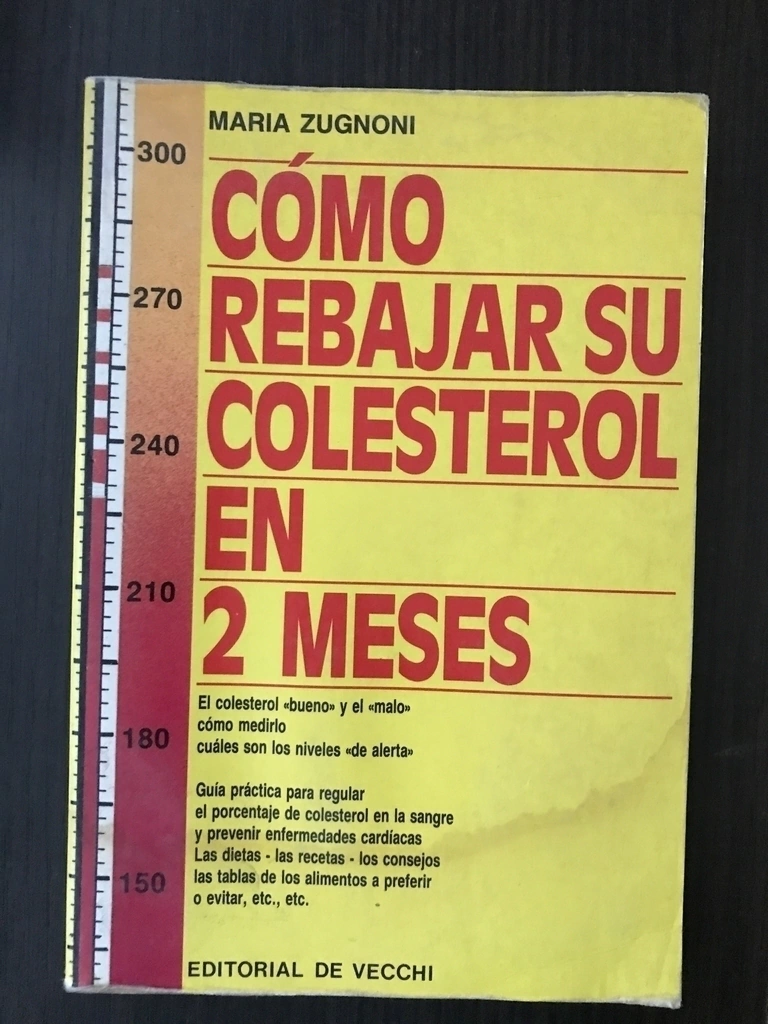 MARIA ZUGNONI
CÓMO
REBAJAR SU
COLESTEROL
EN
2 MESES
El colesterol «bueno» y el «malo»
cómo medirlo
cuáles son los niveles «de alerta»
Guía práctica para regular
el porcentaje de colesterol en la sangre
y prevenir enfermedades cardíacas
Las dietas - las recetas - los consejos
las tablas de los alimentos a preferir
o evitar, etc., etc.
EDITORIAL DE VECCHI
300
270
240
210
180
150